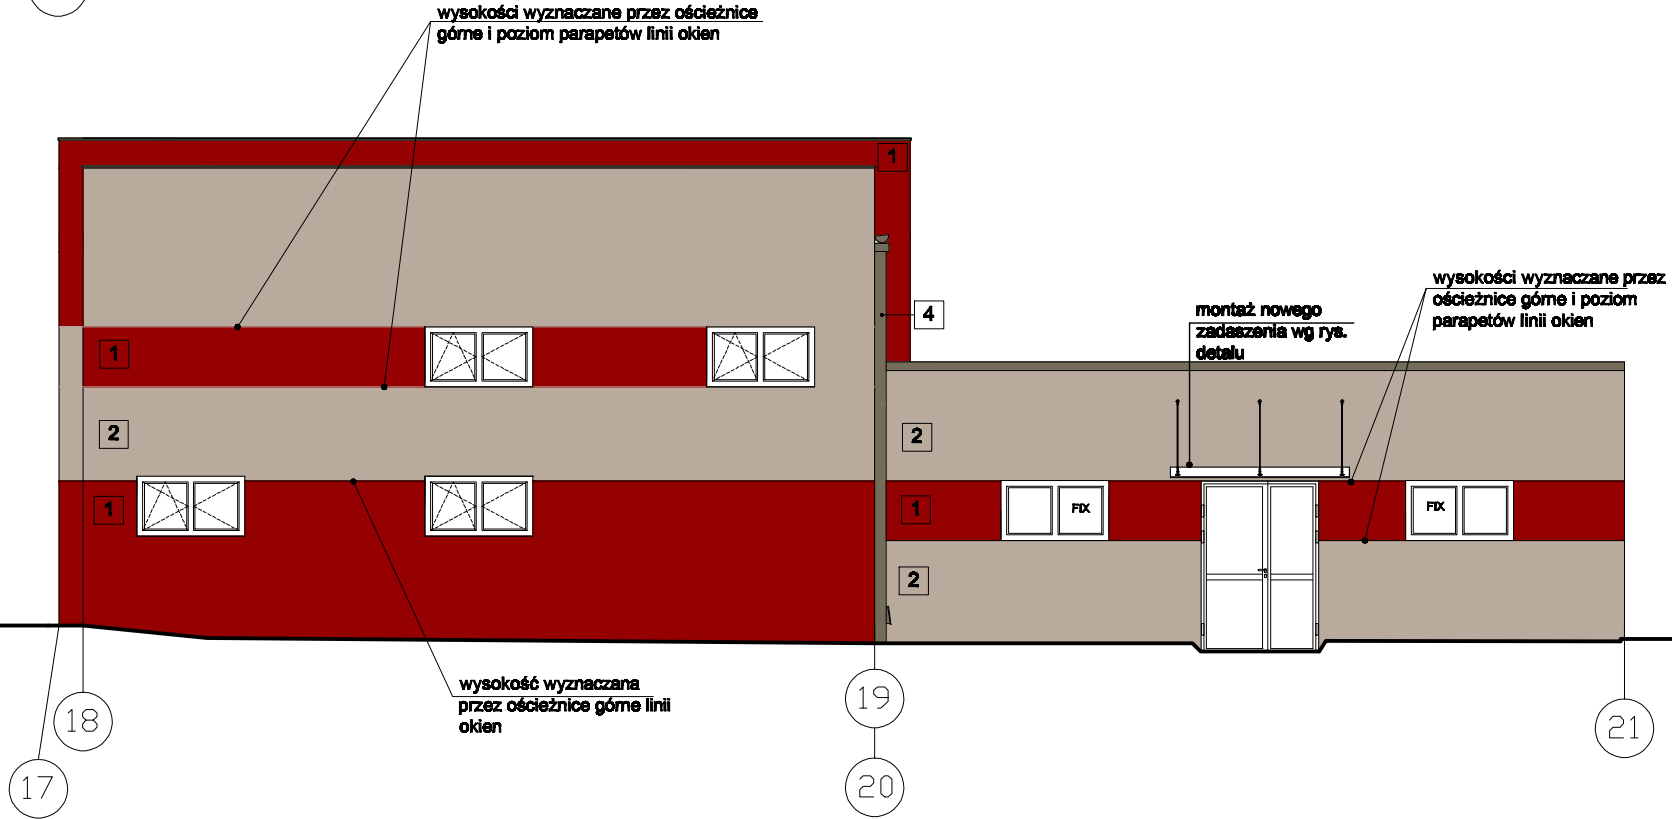 wysokości wyznaczane przez ościeżnice
górne i poziom parapetów linii okien
1
4
wysokości wyznaczane przez
ościeżnice górne i poziom
parapetów linii okien
montaż nowego
zadaszenia wg rys.
detalu
1
2
2
1
1
FIX
FIX
2
wysokość wyznaczana
przez ościeżnice górne linii
okien
18
19
21
17
20